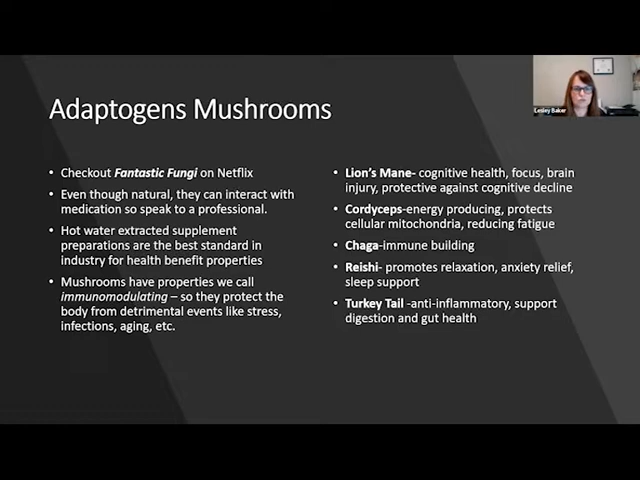 Adaptogens Mushrooms
• Checkout Fantastic Fungi on Netflix
• Even though natural, they can interact with
medication so speak to a professional.
• Hot water extracted supplement
preparations are the best standard in
industry for health benefit properties
• Mushrooms have properties we call
immunomodulating – so they protect the
body from detrimental events like stress,
infections, aging, etc.
• Lion's Mane- cognitive health, focus, brain
injury, protective against cognitive decline
• Cordyceps-energy producing, protects
cellular mitochondria, reducing fatigue
• Chaga-immune building
• Reishi- promotes relaxation, anxiety relief,
sleep support
• Turkey Tail -anti-inflammatory, support
digestion and gut health
Lesley Baker